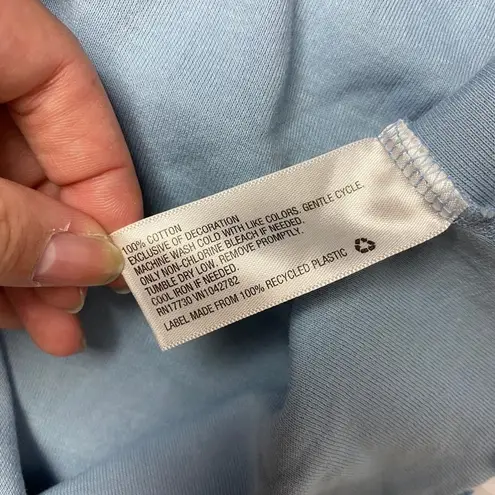 100% COTTON
EXCLUSIVE OF DECORATION
MACHINE WASH COLD WITH LIKE COLORS. GENTLE CYCLE.
ONLY NON-CHLORINE BLEACH IF NEEDED.
TUMBLE DRY LOW. REMOVE PROMPTLY.
COOL IRON IF NEEDED.
RN17730 VN1042782
LABEL MADE FROM 100% RECYCLED PLASTIC